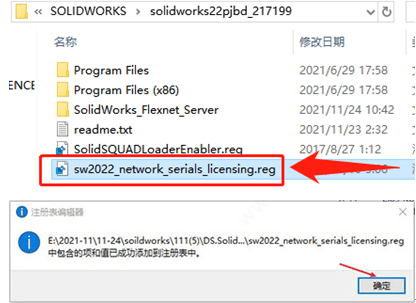 « SOLIDWORKS › solidworks22pjbd_217199
名称 修改日期
Program Files 2021/6/29 17:58
ENCE
Program Files (x86) 2021/6/29 17:58
SolidWorks_Flexnet_Server 2021/11/24 10:42
readme.txt 2021/11/23 2:32
SolidSQUADLoaderEnabler.reg 2017/8/27 1:12
sw2022_network_serials_licensing.reg
注册表编辑器
E:\2021-11\11-24\soildworks\111(5)\DS.Solid...\sw2022_network_serials_licensing.reg
中包含的项和值已成功添加到注册表中。
确定